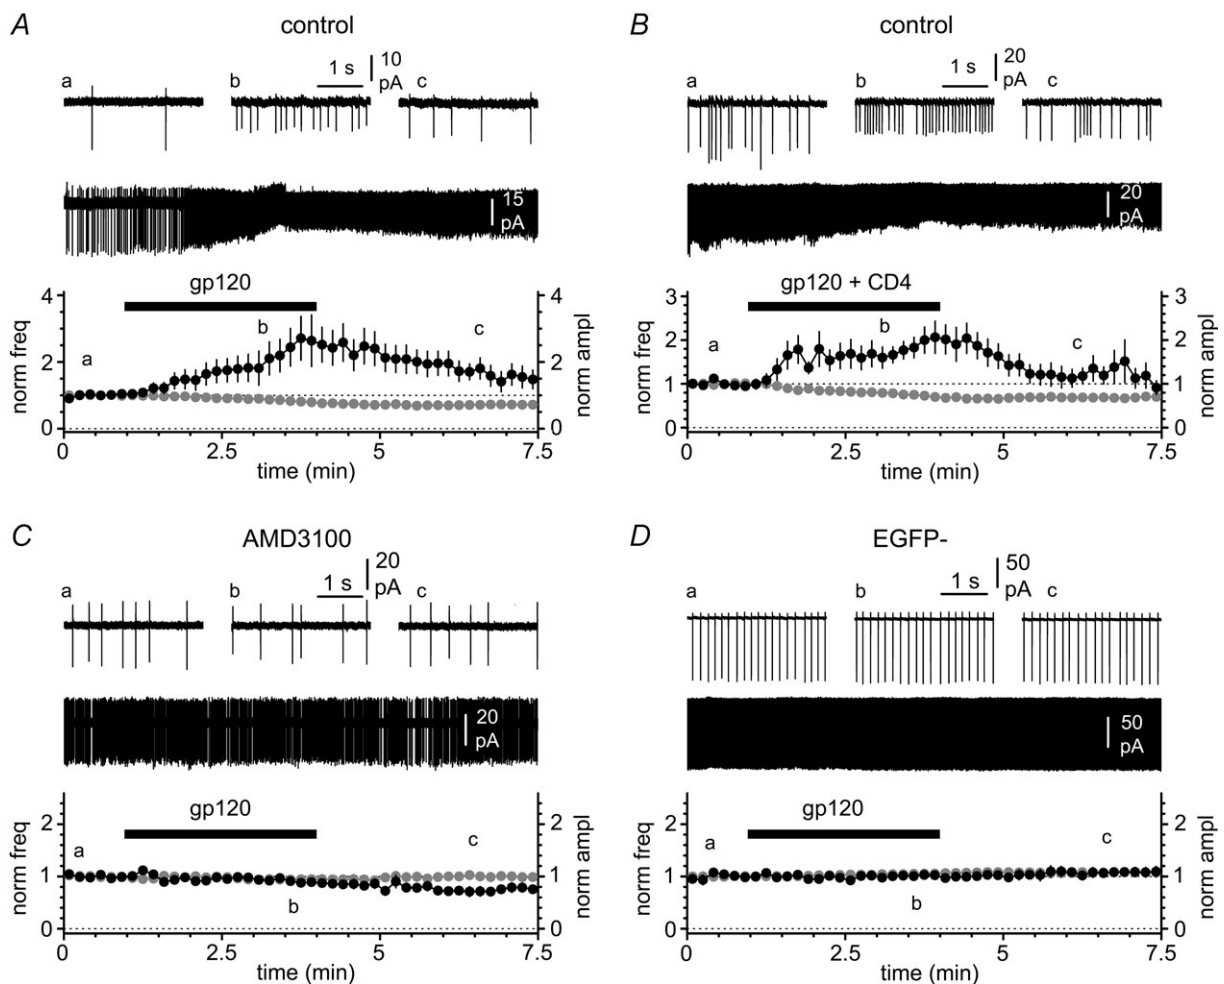 A
control
a
b
1 s
10
pA
c
15
pA
gp120
4
2
0
norm freq
a
b
c
4
2
0
norm ampl
0
2.5
5
7.5
time (min)
B
control
a
b
1 s
20
pA
c
20
pA
gp120 + CD4
3
2
1
0
norm freq
a
b
c
3
2
1
0
norm ampl
0
2.5
5
7.5
time (min)
C
AMD3100
a
b
1 s
20
pA
c
20
pA
gp120
2
1
0
norm freq
a
b
c
2
1
0
norm ampl
0
2.5
5
7.5
time (min)
D
EGFP-
a
b
1 s
50
pA
c
50
pA
gp120
2
1
0
norm freq
a
b
c
2
1
0
norm ampl
0
2.5
5
7.5
time (min)